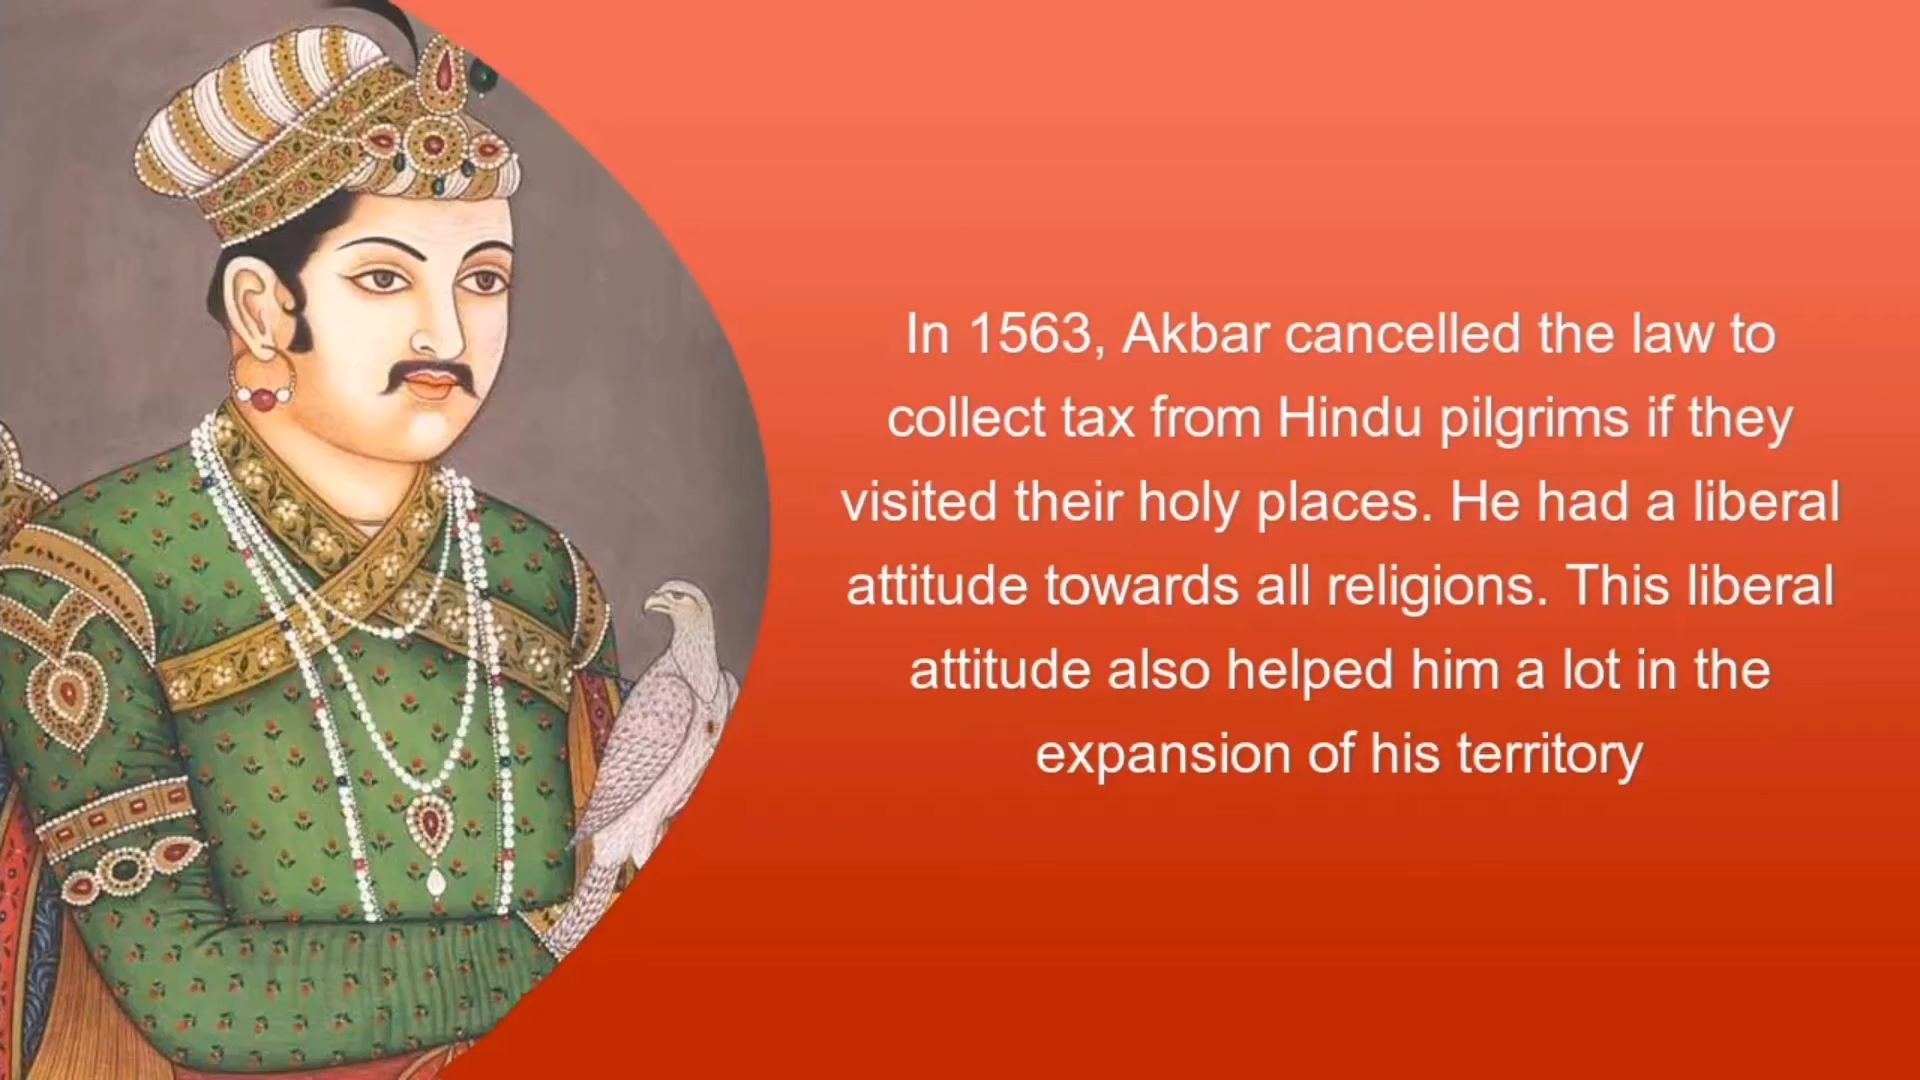 In 1563, Akbar cancelled the law to
collect tax from Hindu pilgrims if they
visited their holy places. He had a liberal
attitude towards all religions. This liberal
attitude also helped him a lot in the
expansion of his territory